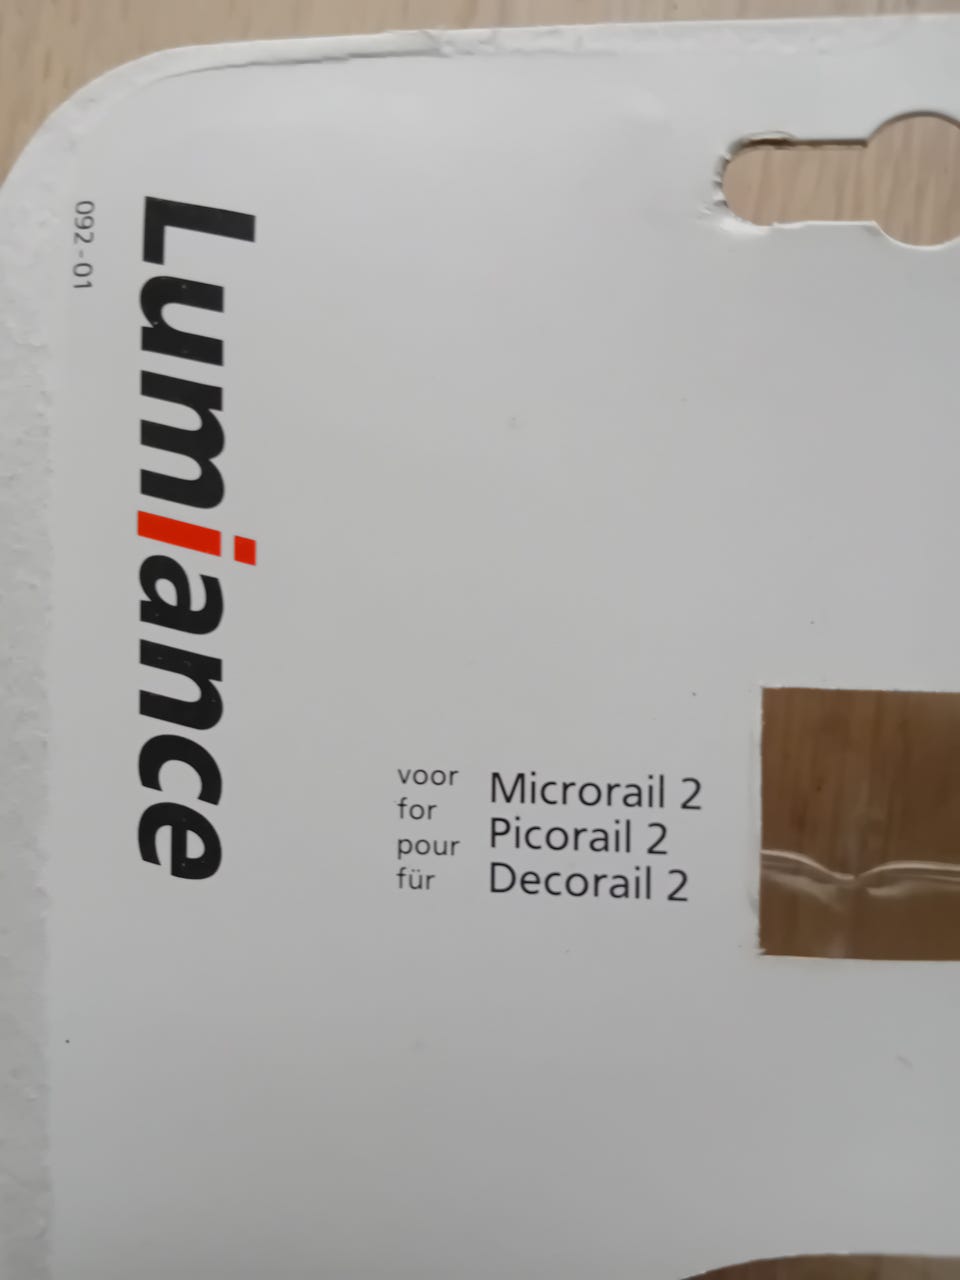 Lumiance
092-01
voor
for
pour
für
Microrail 2
Picorail 2
Decorail 2